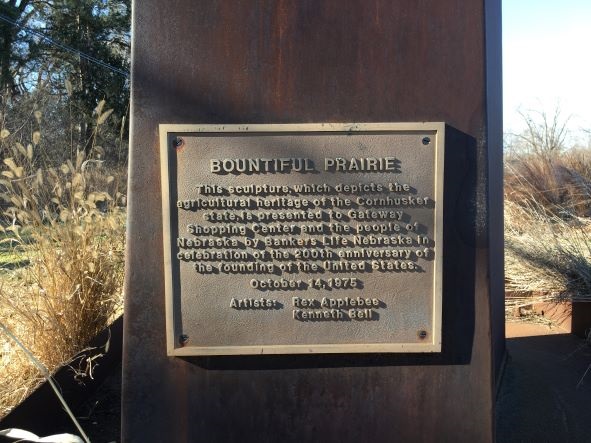 BOUNTIFUL PRAIRIE
This sculpture, which depicts the
agricultural heritage of the Cornhusker
state, is presented to Gateway
Shopping Center and the people of
Nebraska by Bankers Life Nebraska in
celebration of the 200th anniversary of
the founding of the United States.
October 14, 1975
Artists: Rex Applebee
Kenneth Bell